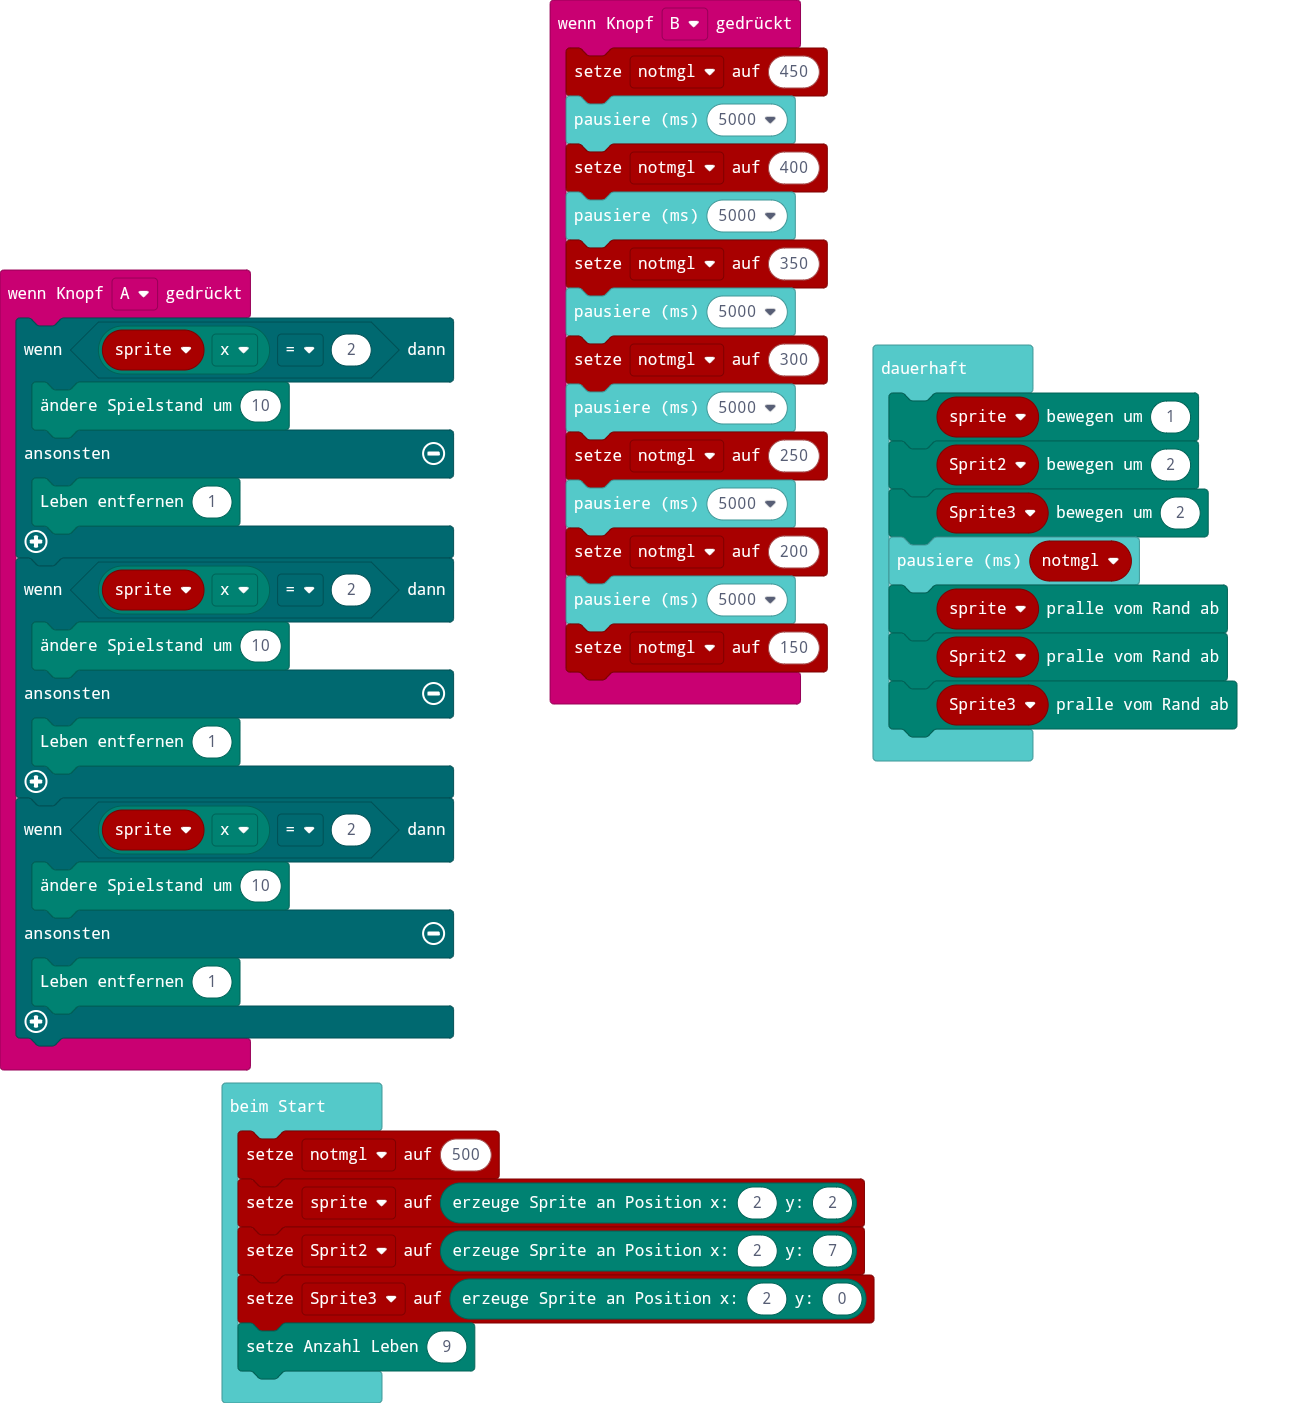 wenn Knopf B gedrückt
setze notmgl auf 450
pausiere (ms) 5000
setze notmgl auf 400
pausiere (ms) 5000
setze notmgl auf 350
pausiere (ms) 5000
setze notmgl auf 300
pausiere (ms) 5000
setze notmgl auf 250
pausiere (ms) 5000
setze notmgl auf 200
pausiere (ms) 5000
setze notmgl auf 150
wenn Knopf A gedrückt
wenn sprite x = 2 dann
ändere Spielstand um 10
ansonsten
Leben entfernen 1
wenn sprite x = 2 dann
ändere Spielstand um 10
ansonsten
Leben entfernen 1
wenn sprite x = 2 dann
ändere Spielstand um 10
ansonsten
Leben entfernen 1
dauerhaft
sprite bewegen um 1
Sprit2 bewegen um 2
Sprite3 bewegen um 2
pausiere (ms) notmgl
sprite pralle vom Rand ab
Sprit2 pralle vom Rand ab
Sprite3 pralle vom Rand ab
beim Start
setze notmgl auf 500
setze sprite auf erzeuge Sprite an Position x: 2 y: 2
setze Sprit2 auf erzeuge Sprite an Position x: 2 y: 7
setze Sprite3 auf erzeuge Sprite an Position x: 2 y: 0
setze Anzahl Leben 9